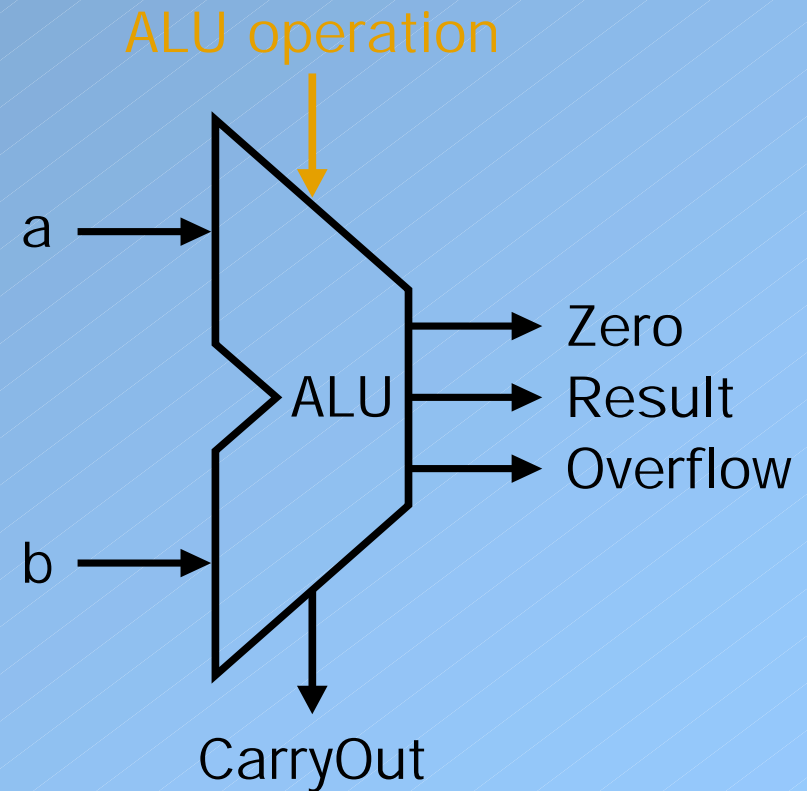 ALU operation
a
Zero
ALU
Result
Overflow
b
CarryOut